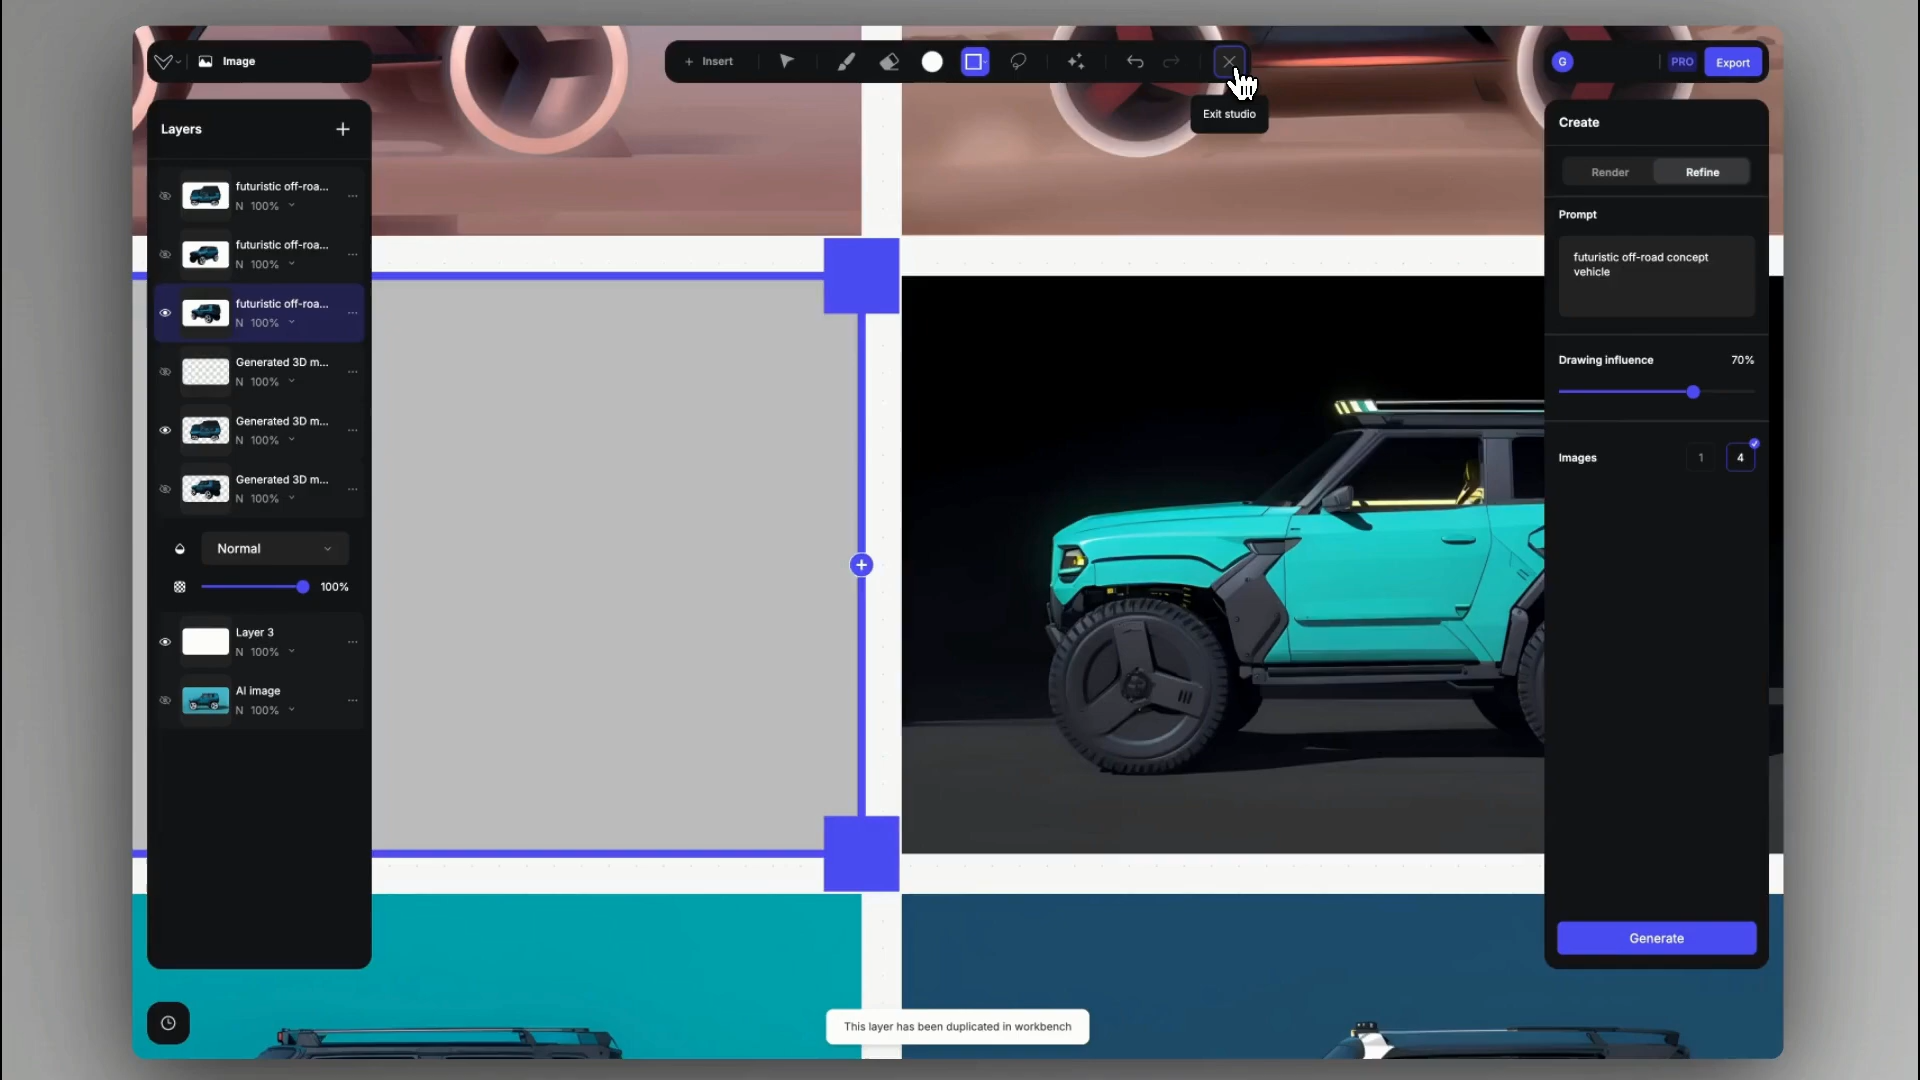 Image
Insert
G
PRO
Export
Exit studio
Layers
futuristic off-roa...
N 100%
futuristic off-roa...
N 100%
futuristic off-roa...
N 100%
Generated 3D m...
N 100%
Generated 3D m...
N 100%
Generated 3D m...
N 100%
Normal
100%
Layer 3
N 100%
AI image
N 100%
Create
Render
Refine
Prompt
futuristic off-road concept
vehicle
Drawing influence 70%
Images 1 4
Generate
This layer has been duplicated in workbench